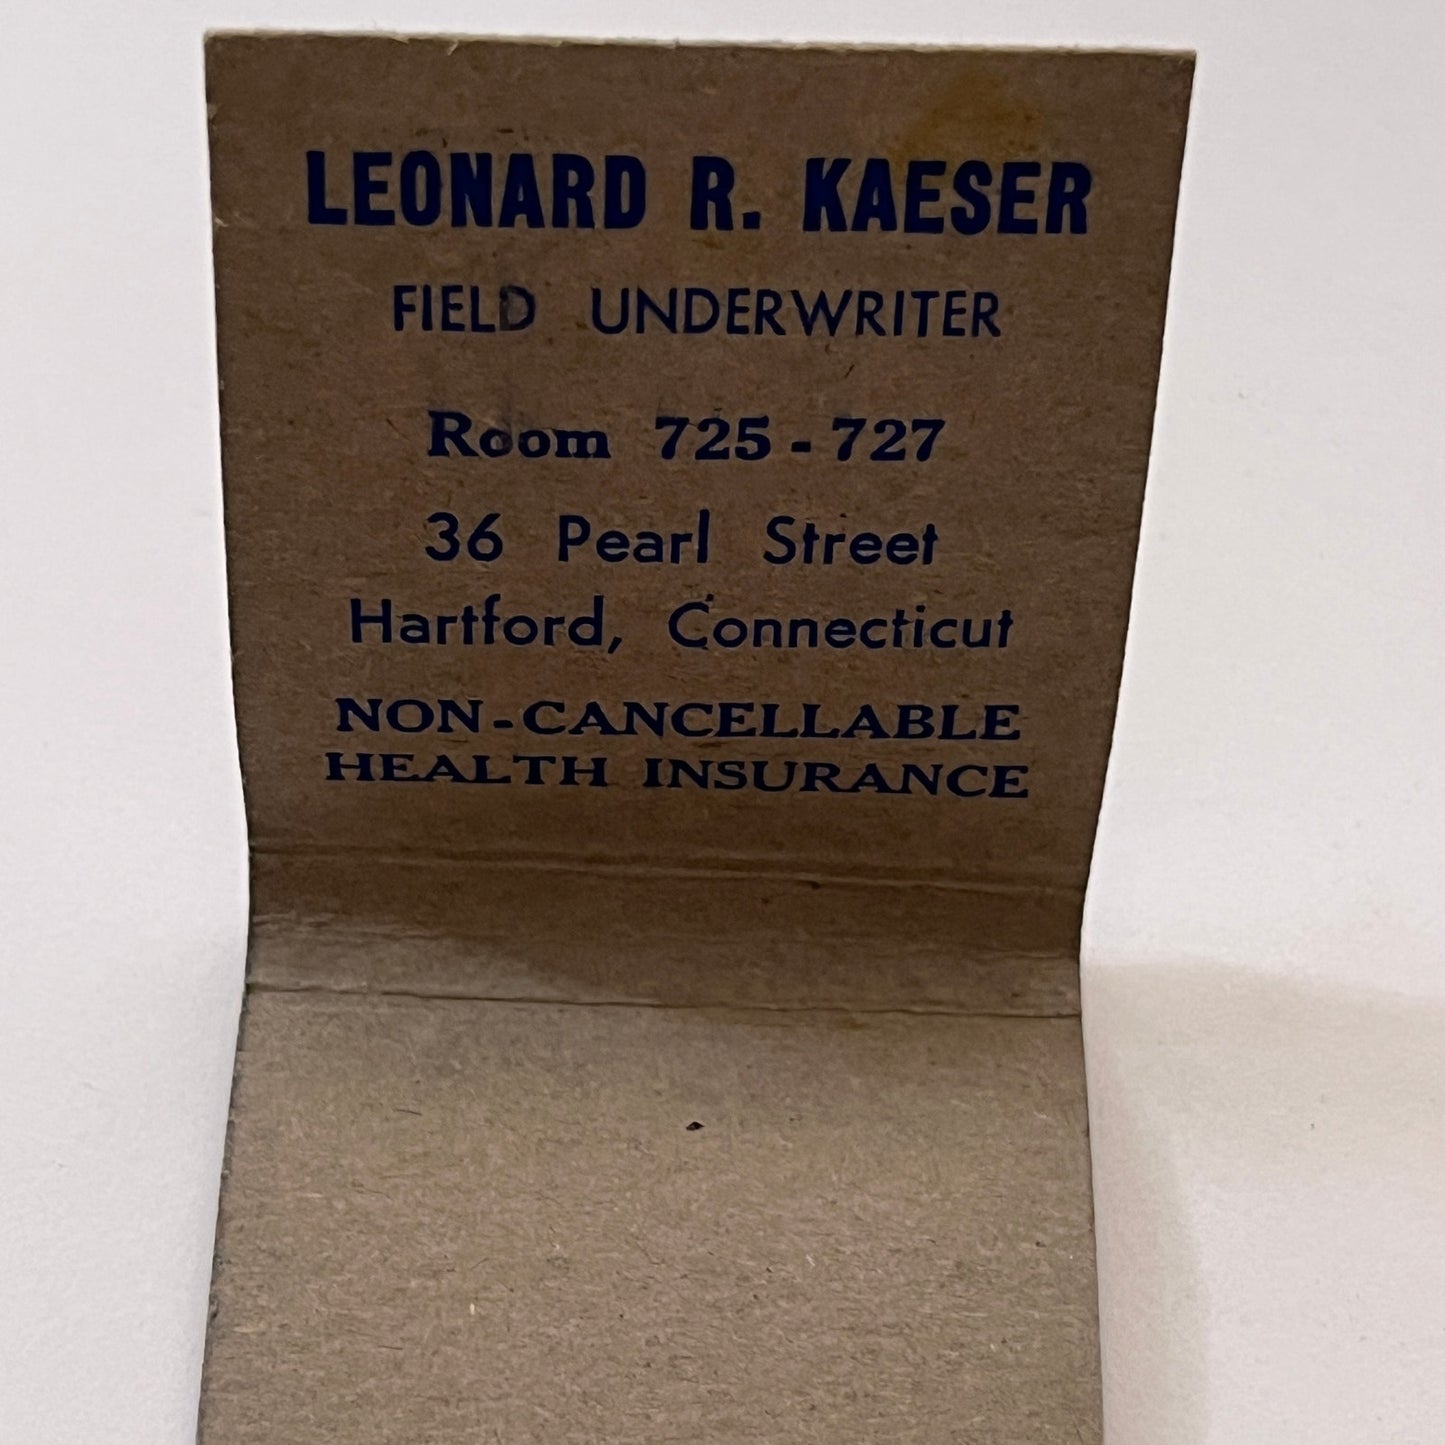 LEONARD R. KAESER
FIELD UNDERWRITER
Room 725 - 727
36 Pearl Street
Hartford, Connecticut
NON-CANCELLABLE
HEALTH INSURANCE